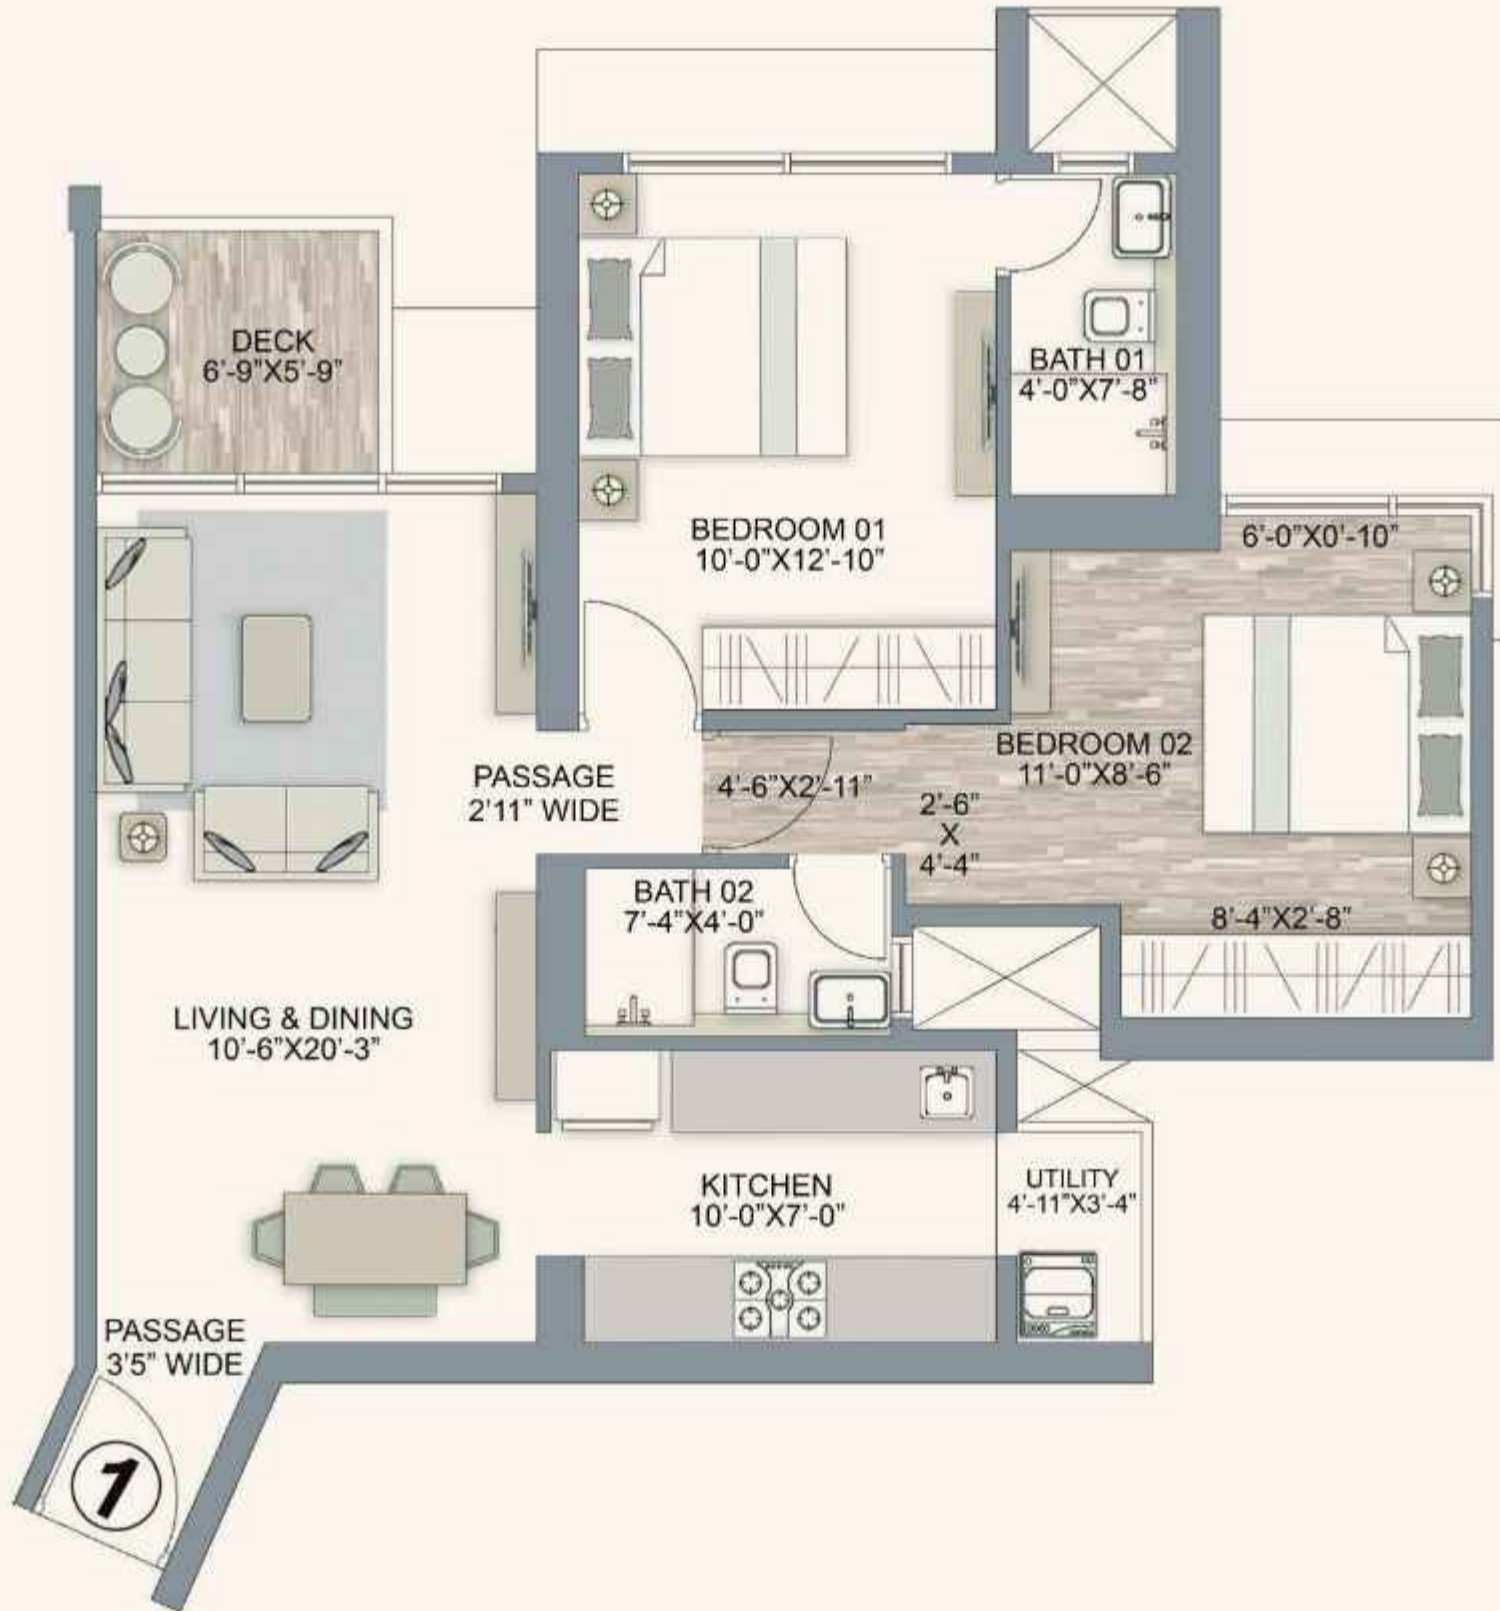 DECK
6'-9"X5'-9"
BEDROOM 01
10'-0"X12'-10"
BATH 01
4'-0"X7'-8"
6'-0"X0'-10"
BEDROOM 02
11'-0"X8'-6"
PASSAGE
2'11" WIDE
4'-6"X2'-11"
2'-6"
X
4'-4"
BATH 02
7'-4"X4'-0"
8'-4"X2'-8"
LIVING & DINING
10'-6"X20'-3"
KITCHEN
10'-0"X7'-0"
UTILITY
4'-11"X3'-4"
PASSAGE
3'5" WIDE
1